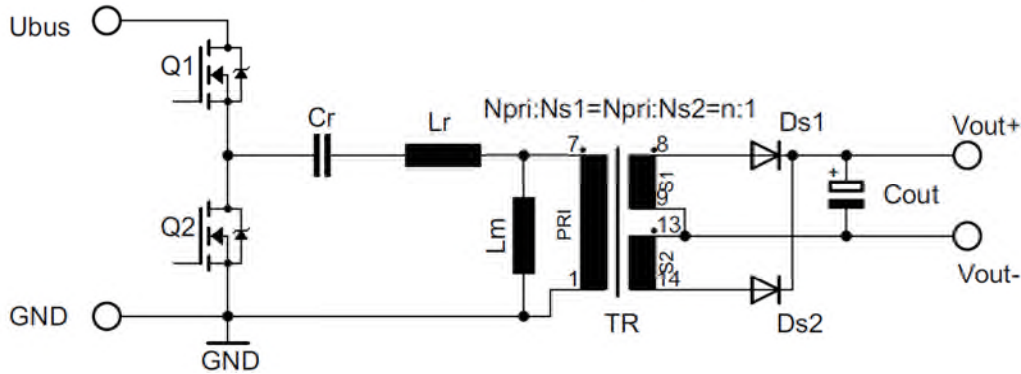 Ubus
Q1
Cr
Lr
Npri:Ns1=Npri:Ns2=n:1
Ds1
Vout+
7
8
S1
9
+
Cout
Q2
Lm
PRI
13
S2
Vout-
1
14
GND
TR
Ds2
GND